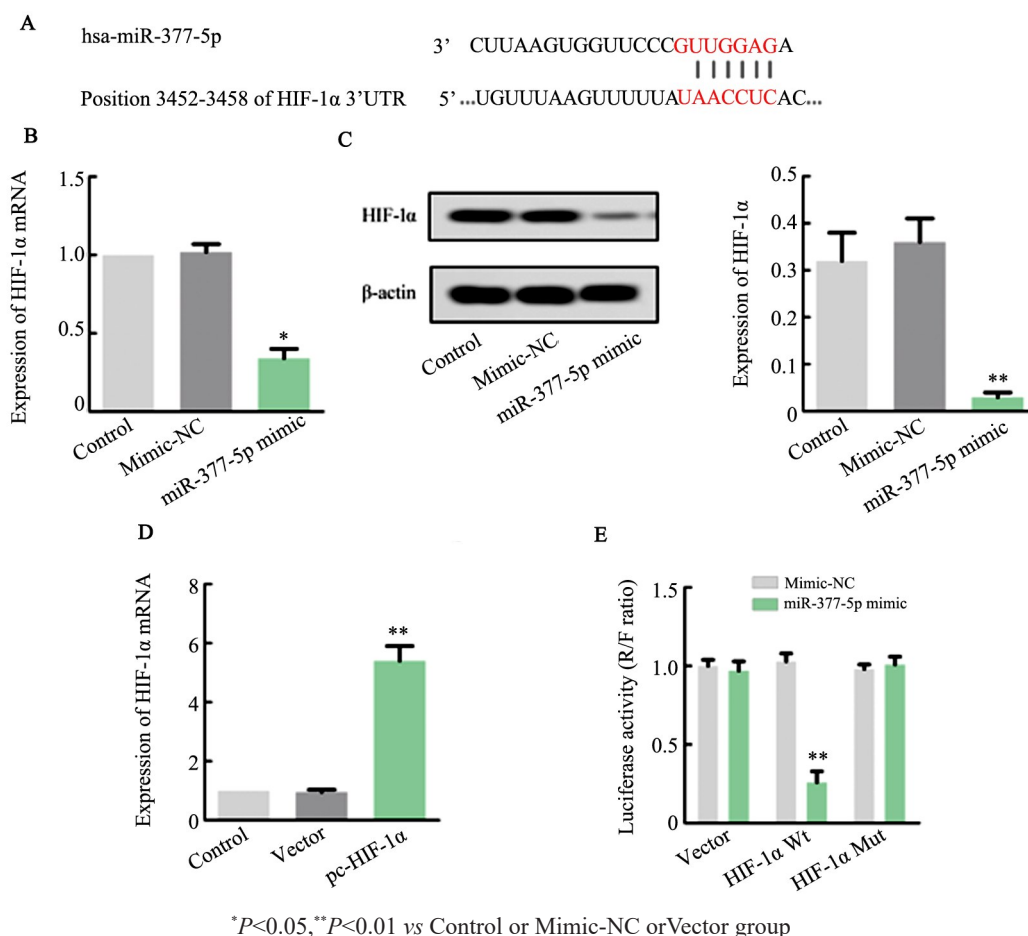 A
hsa-miR-377-5p
3’ CUUAAGUGGUUCCCGUUGGAGA
Position 3452-3458 of HIF-1α 3’UTR 5’ ...UGUUUAAGUUUUUAUAACCUCAC...
B
Expression of HIF-1α mRNA
1.5
1.0
0.5
0
*
Control
Mimic-NC
miR-377-5p mimic
C
HIF-1α
β-actin
Control
Mimic-NC
miR-377-5p mimic
Expression of HIF-1α
0.5
0.4
0.3
0.2
0.1
0
**
Control
Mimic-NC
miR-377-5p mimic
D
Expression of HIF-1α mRNA
8
6
4
2
0
**
Control
Vector
pc-HIF-1α
E
Luciferase activity (R/F ratio)
Mimic-NC
miR-377-5p mimic
1.5
1.0
0.5
0
**
Vector
HIF-1α Wt
HIF-1α Mut
*P<0.05,**P<0.01 vs Control or Mimic-NC orVector group